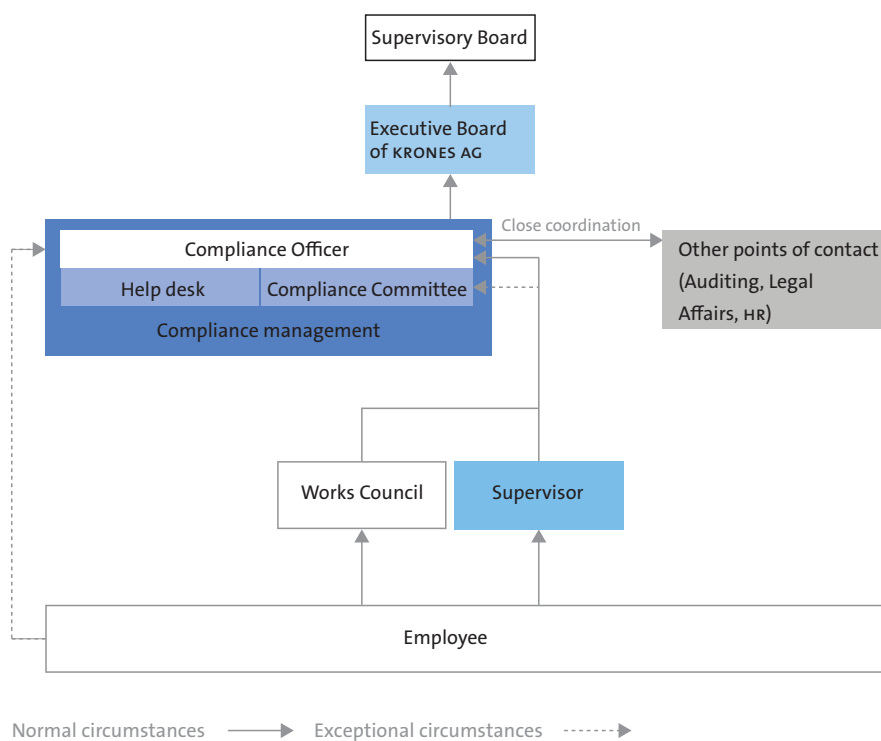 Supervisory Board
Executive Board
of KRONES AG
Close coordination
Compliance Officer
Other points of contact
(Auditing, Legal
Affairs, HR)
Help desk
Compliance Committee
Compliance management
Works Council
Supervisor
Employee
Normal circumstances
Exceptional circumstances